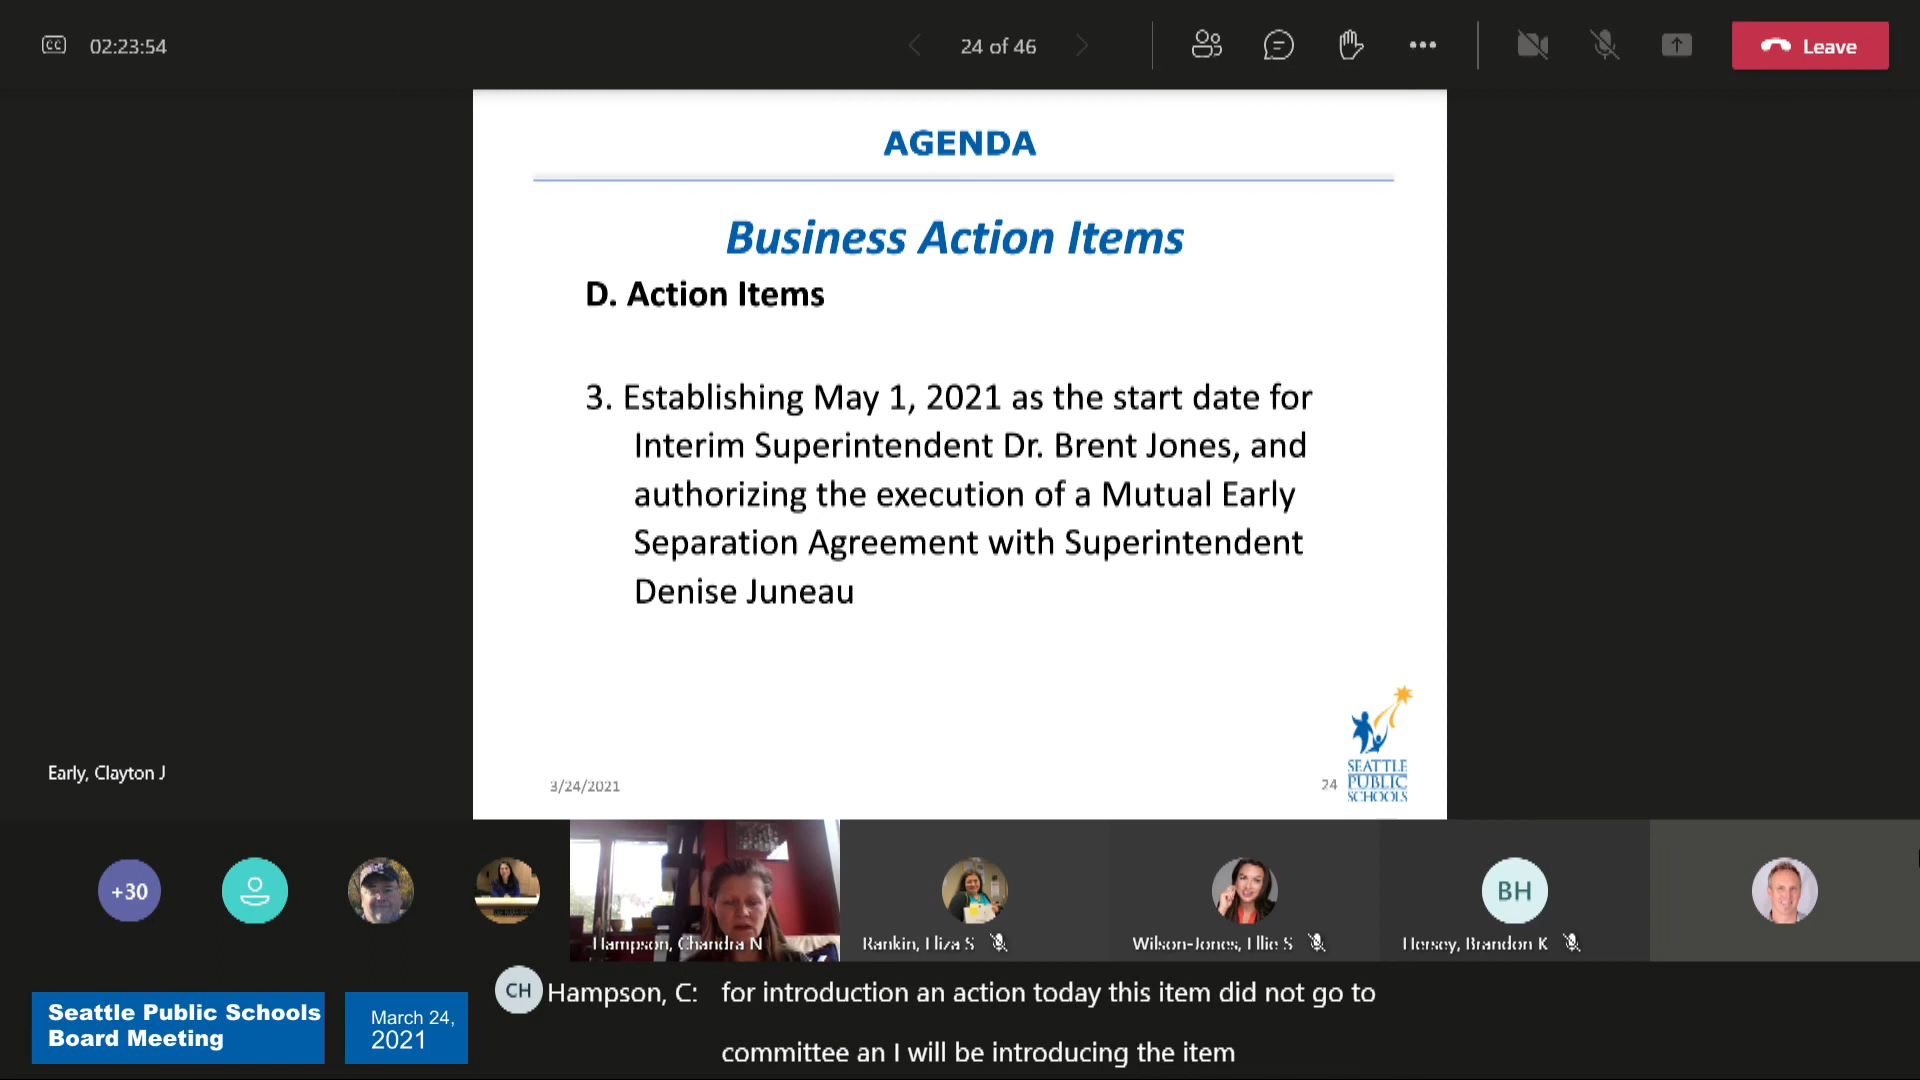 CC 02:23:54 24 of 46 Leave
AGENDA
Business Action Items
D. Action Items
3. Establishing May 1, 2021 as the start date for
Interim Superintendent Dr. Brent Jones, and
authorizing the execution of a Mutual Early
Separation Agreement with Superintendent
Denise Juneau
SEATTLE
PUBLIC
SCHOOLS
3/24/2021 24
Early, Clayton J
+30 BH
Hampson, Chandra N Rankin, Eliza S Wilson-Jones, Ellie S Hersey, Brandon K
CH Hampson, C: for introduction an action today this item did not go to
committee an I will be introducing the item
Seattle Public Schools
Board Meeting
March 24,
2021